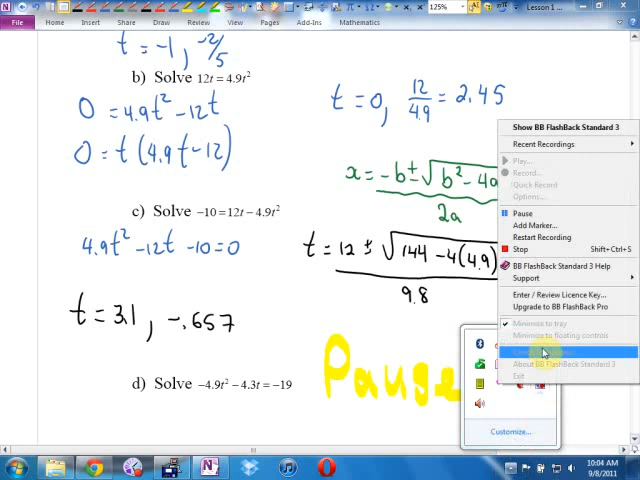 125%
Lesson 1 ...
File
Home
Insert
Share
Draw
Review
View
Add-Ins
Mathematics
t = -1, -2/5
b) Solve 12t = 4.9t²
0 = 4.9t² - 12t
t = 0, 12/4.9 = 2.45
0 = t(4.9t - 12)
x = -b ± √b² - 4a
2a
c) Solve -10 = 12t - 4.9t²
4.9t² - 12t - 10 = 0
t = 12 ± √144 - 4(4.9)
9.8
t = 3.1, -.657
Pause
d) Solve -4.9t² - 4.3t = -19
Show BB FlashBack Standard 3
Recent Recordings
Play...
Record...
Quick Record
Options...
Pause
Add Marker...
Restart Recording
Stop Shift+Ctrl+S
BB FlashBack Standard 3 Help
Support
Enter / Review Licence Key...
Upgrade to BB FlashBack Pro
Minimize to tray
Minimize to floating controls
About BB FlashBack Standard 3
Exit
Customize...
10:04 AM
9/8/2011